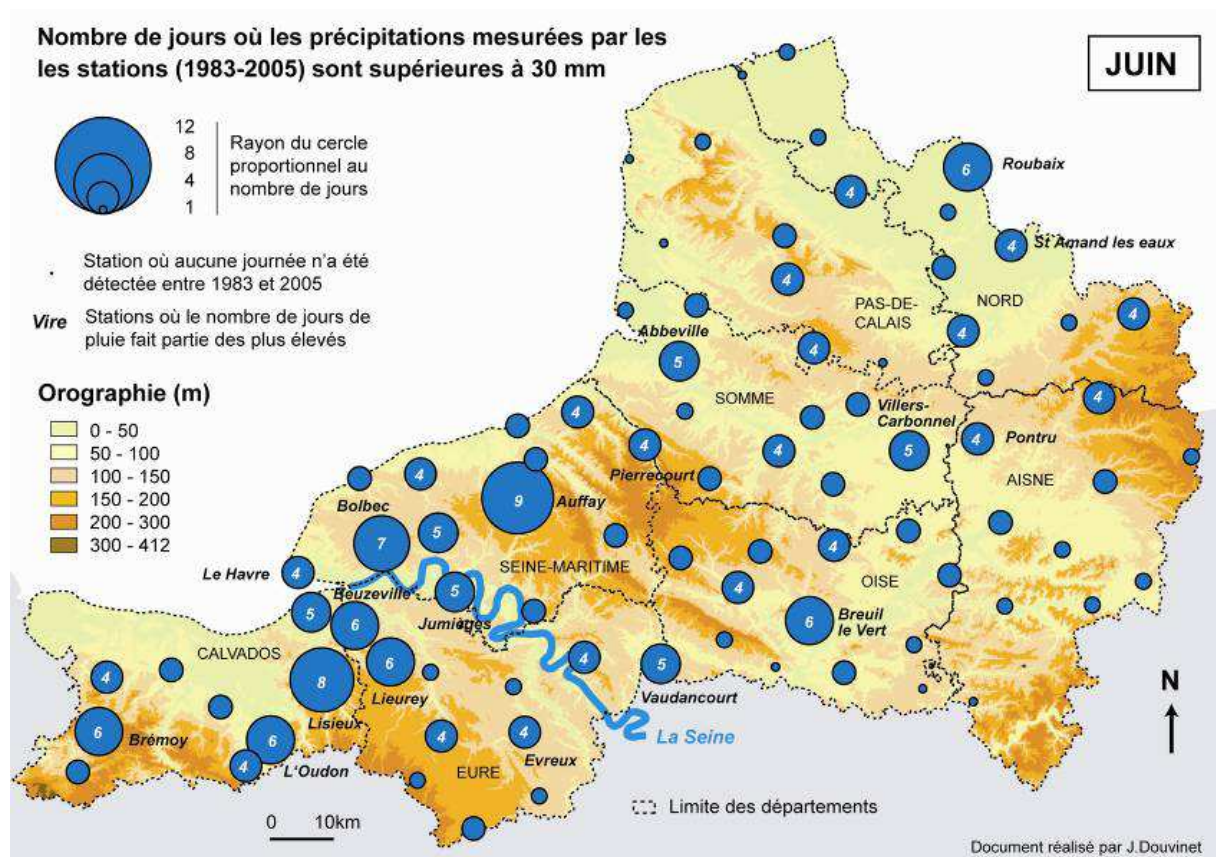 Nombre de jours où les précipitations mesurées par les
les stations (1983-2005) sont supérieures à 30 mm
JUIN
12
8
4
1
Rayon du cercle
proportionnel au
nombre de jours
Station où aucune journée n'a été
détectée entre 1983 et 2005
Vire
Stations où le nombre de jours de
pluie fait partie des plus élevés
Orographie (m)
0 - 50
50 - 100
100 - 150
150 - 200
200 - 300
300 - 412
6
Roubaix
4
4
St Amand les eaux
4
PAS-DE-
CALAIS
NORD
4
4
Abbeville
5
4
SOMME
4
4
4
Villers-
Carbonnel
4
Pontru
4
4
5
Pierrecourt
AISNE
4
9
Auffay
Bolbec
7
5
SEINE-MARITIME
4
OISE
Le Havre
4
Beuzeville
5
4
5
Jumièges
6
6
Breuil
le Vert
CALVADOS
4
6
Lieurey
4
5
Vaudancourt
8
Lisieux
6
Brémoy
6
L'Oudon
4
4
4
Evreux
EURE
La Seine
N
0 10km
Limite des départements
Document réalisé par J.Douvinet